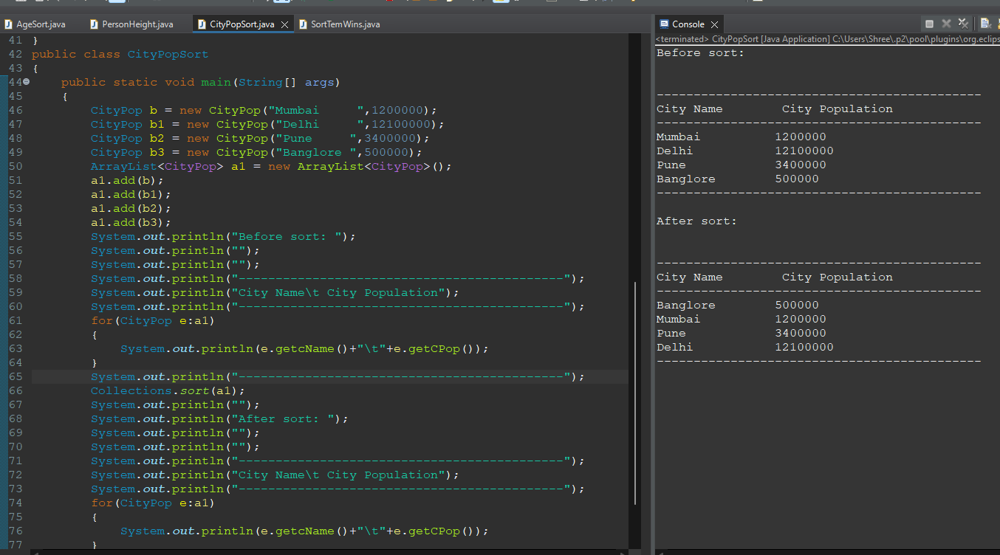 AgeSort.java PersonHeight.java CityPopSort.java SortTemWins.java
41 }
42 public class CityPopSort
43 {
44 public static void main(String[] args)
45 {
46 CityPop b = new CityPop("Mumbai     ",1200000);
47 CityPop b1 = new CityPop("Delhi     ",12100000);
48 CityPop b2 = new CityPop("Pune     ",3400000);
49 CityPop b3 = new CityPop("Banglore ",500000);
50 ArrayList<CityPop> a1 = new ArrayList<CityPop>();
51 a1.add(b);
52 a1.add(b1);
53 a1.add(b2);
54 a1.add(b3);
55 System.out.println("Before sort: ");
56 System.out.println("");
57 System.out.println("");
58 System.out.println("--------------------------------------------");
59 System.out.println("City Name\t City Population");
60 System.out.println("--------------------------------------------");
61 for(CityPop e:a1)
62 {
63 System.out.println(e.getcName()+"\t"+e.getCPop());
64 }
65 System.out.println("--------------------------------------------");
66 Collections.sort(a1);
67 System.out.println("");
68 System.out.println("After sort: ");
69 System.out.println("");
70 System.out.println("");
71 System.out.println("--------------------------------------------");
72 System.out.println("City Name\t City Population");
73 System.out.println("--------------------------------------------");
74 for(CityPop e:a1)
75 {
76 System.out.println(e.getcName()+"\t"+e.getCPop());
77 }
Console
<terminated> CityPopSort [Java Application] C:\Users\Shree\.p2\pool\plugins\org.eclips
Before sort:
--------------------------------------------
City Name        City Population
--------------------------------------------
Mumbai          1200000
Delhi           12100000
Pune            3400000
Banglore        500000
--------------------------------------------
After sort:
--------------------------------------------
City Name        City Population
--------------------------------------------
Banglore        500000
Mumbai          1200000
Pune            3400000
Delhi           12100000
--------------------------------------------